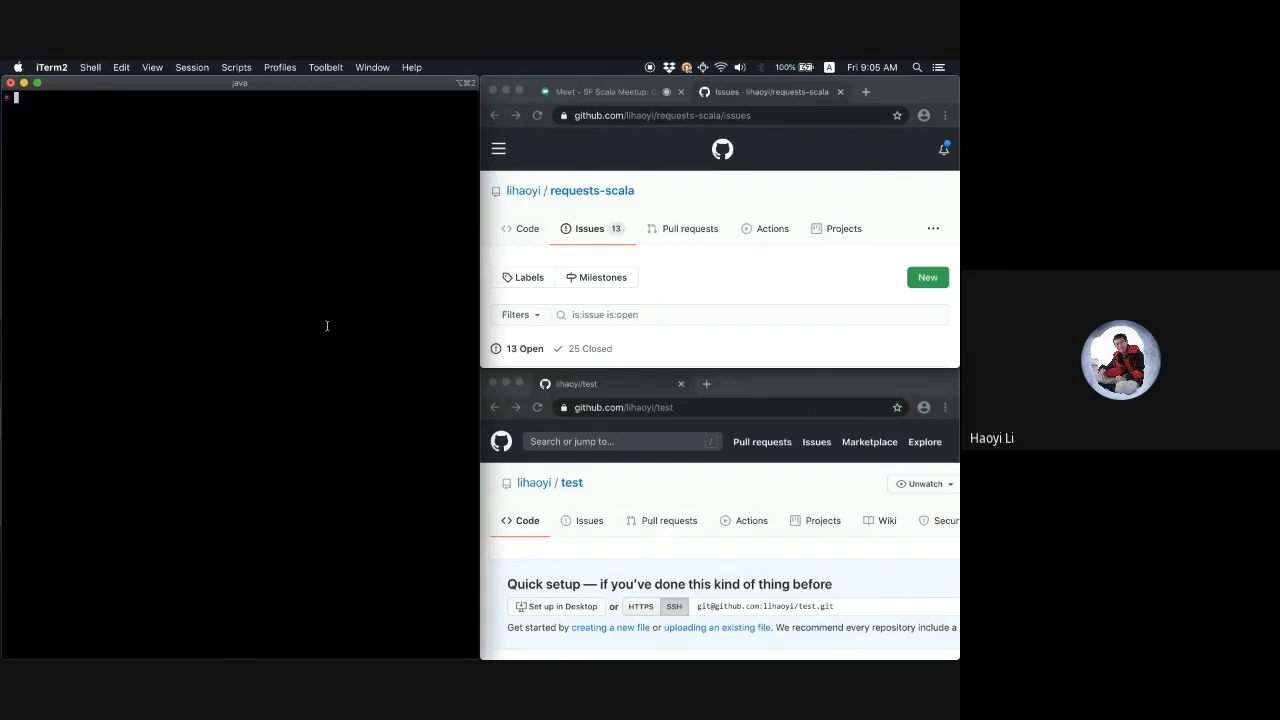 iTerm2 Shell Edit View Session Scripts Profiles Toolbelt Window Help
100% A Fri 9:05 AM
java
⌥⌘2
Meet - SF Scala Meetup:
Issues · lihaoyi/requests-scala
github.com/lihaoyi/requests-scala/issues
lihaoyi / requests-scala
Code Issues 13 Pull requests Actions Projects
Labels Milestones New
Filters is:issue is:open
13 Open 25 Closed
lihaoyi/test
github.com/lihaoyi/test
Search or jump to... / Pull requests Issues Marketplace Explore
lihaoyi / test
Unwatch
Code Issues Pull requests Actions Projects Wiki Secur
Quick setup — if you've done this kind of thing before
Set up in Desktop or HTTPS SSH git@github.com:lihaoyi/test.git
Get started by creating a new file or uploading an existing file. We recommend every repository include a
Haoyi Li